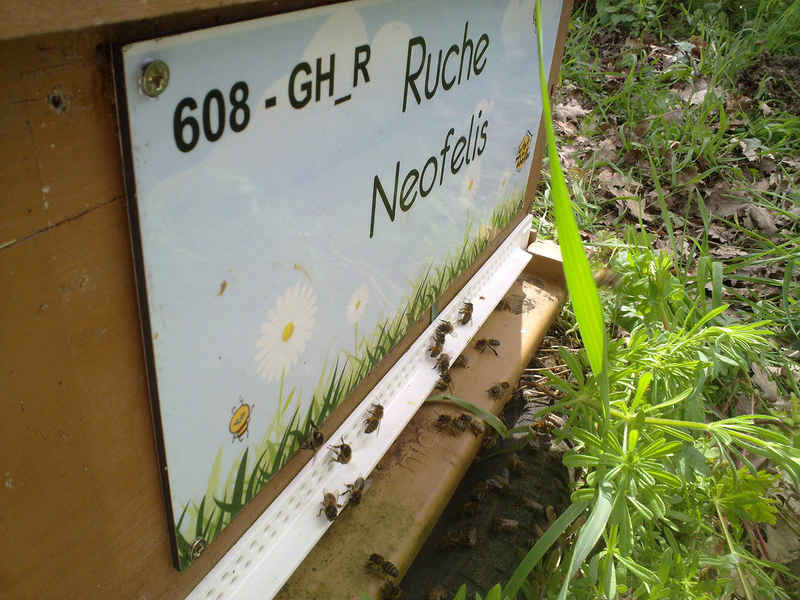 608 - GH_R
Ruche
Neofelis